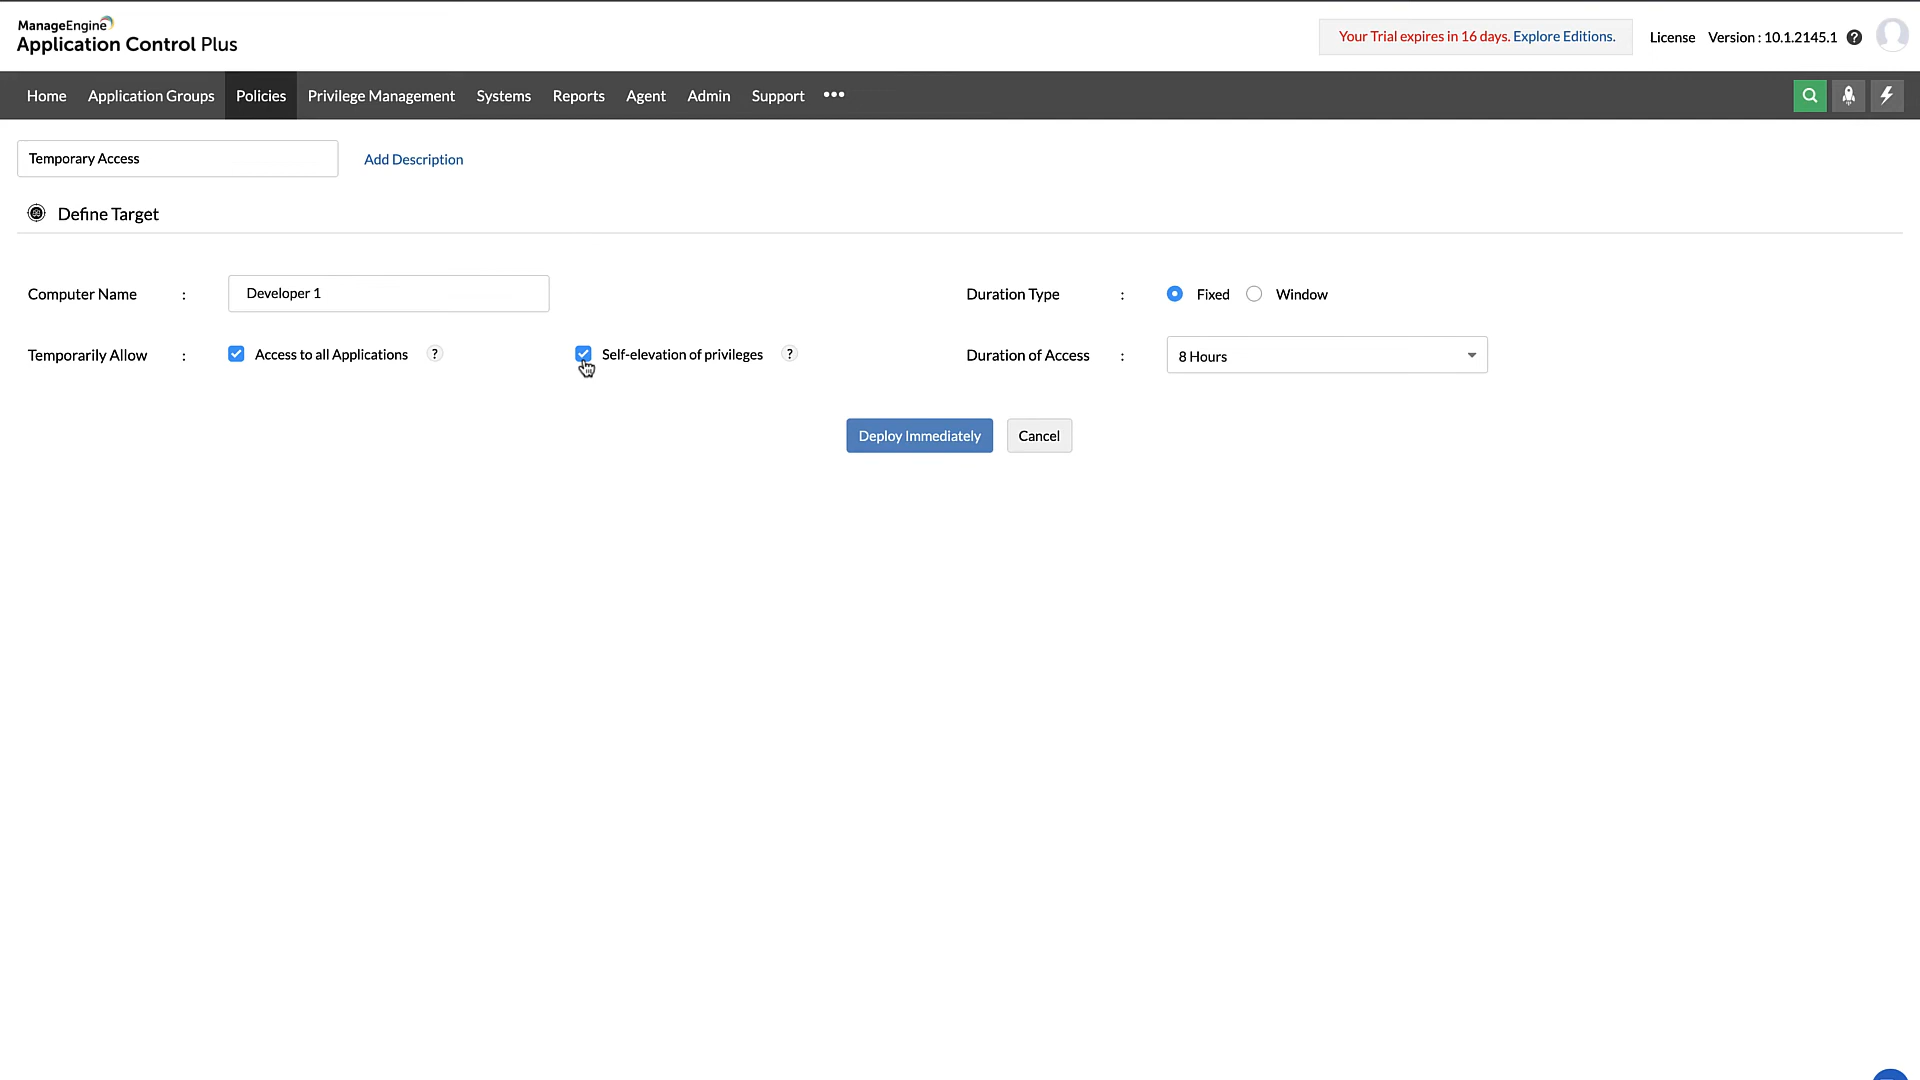 ManageEngine
Application Control Plus
Your Trial expires in 16 days. Explore Editions.
License
Version : 10.1.2145.1
?
Home
Application Groups
Policies
Privilege Management
Systems
Reports
Agent
Admin
Support
•••
Temporary Access
Add Description
Define Target
Computer Name :
Developer 1
Duration Type :
Fixed
Window
Temporarily Allow :
Access to all Applications ?
Self-elevation of privileges ?
Duration of Access :
8 Hours
Deploy Immediately
Cancel